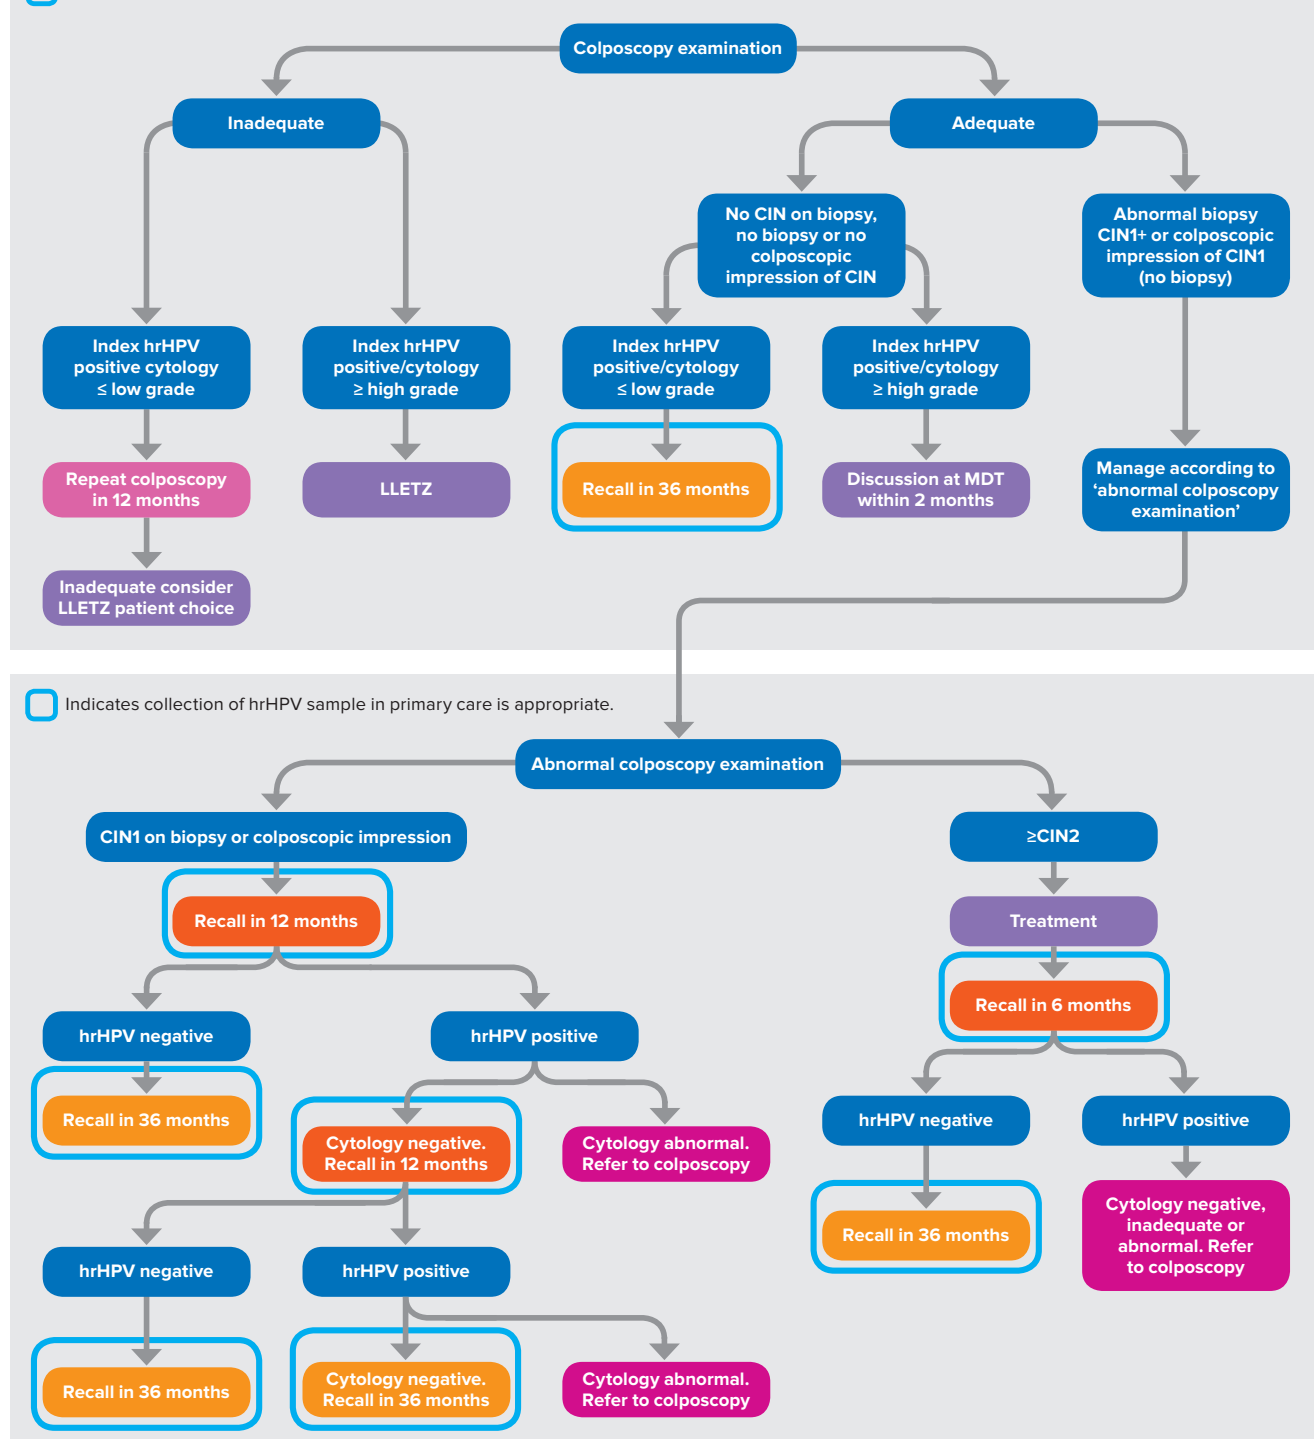 Colposcopy examination
Inadequate
Adequate
No CIN on biopsy,
no biopsy or no
colposcopic
impression of CIN
Abnormal biopsy
CIN1+ or colposcopic
impression of CIN1
(no biopsy)
Index hrHPV
positive cytology
≤ low grade
Index hrHPV
positive/cytology
≥ high grade
Index hrHPV
positive/cytology
≤ low grade
Index hrHPV
positive/cytology
≥ high grade
Repeat colposcopy
in 12 months
LLETZ
Recall in 36 months
Discussion at MDT
within 2 months
Manage according to
‘abnormal colposcopy
examination’
Inadequate consider
LLETZ patient choice
Indicates collection of hrHPV sample in primary care is appropriate.
Abnormal colposcopy examination
CIN1 on biopsy or colposcopic impression
≥CIN2
Recall in 12 months
Treatment
Recall in 6 months
hrHPV negative
hrHPV positive
Recall in 36 months
Cytology negative.
Recall in 12 months
Cytology abnormal.
Refer to colposcopy
hrHPV negative
hrHPV positive
Recall in 36 months
Cytology negative,
inadequate or
abnormal. Refer
to colposcopy
hrHPV negative
hrHPV positive
Recall in 36 months
Cytology negative.
Recall in 36 months
Cytology abnormal.
Refer to colposcopy